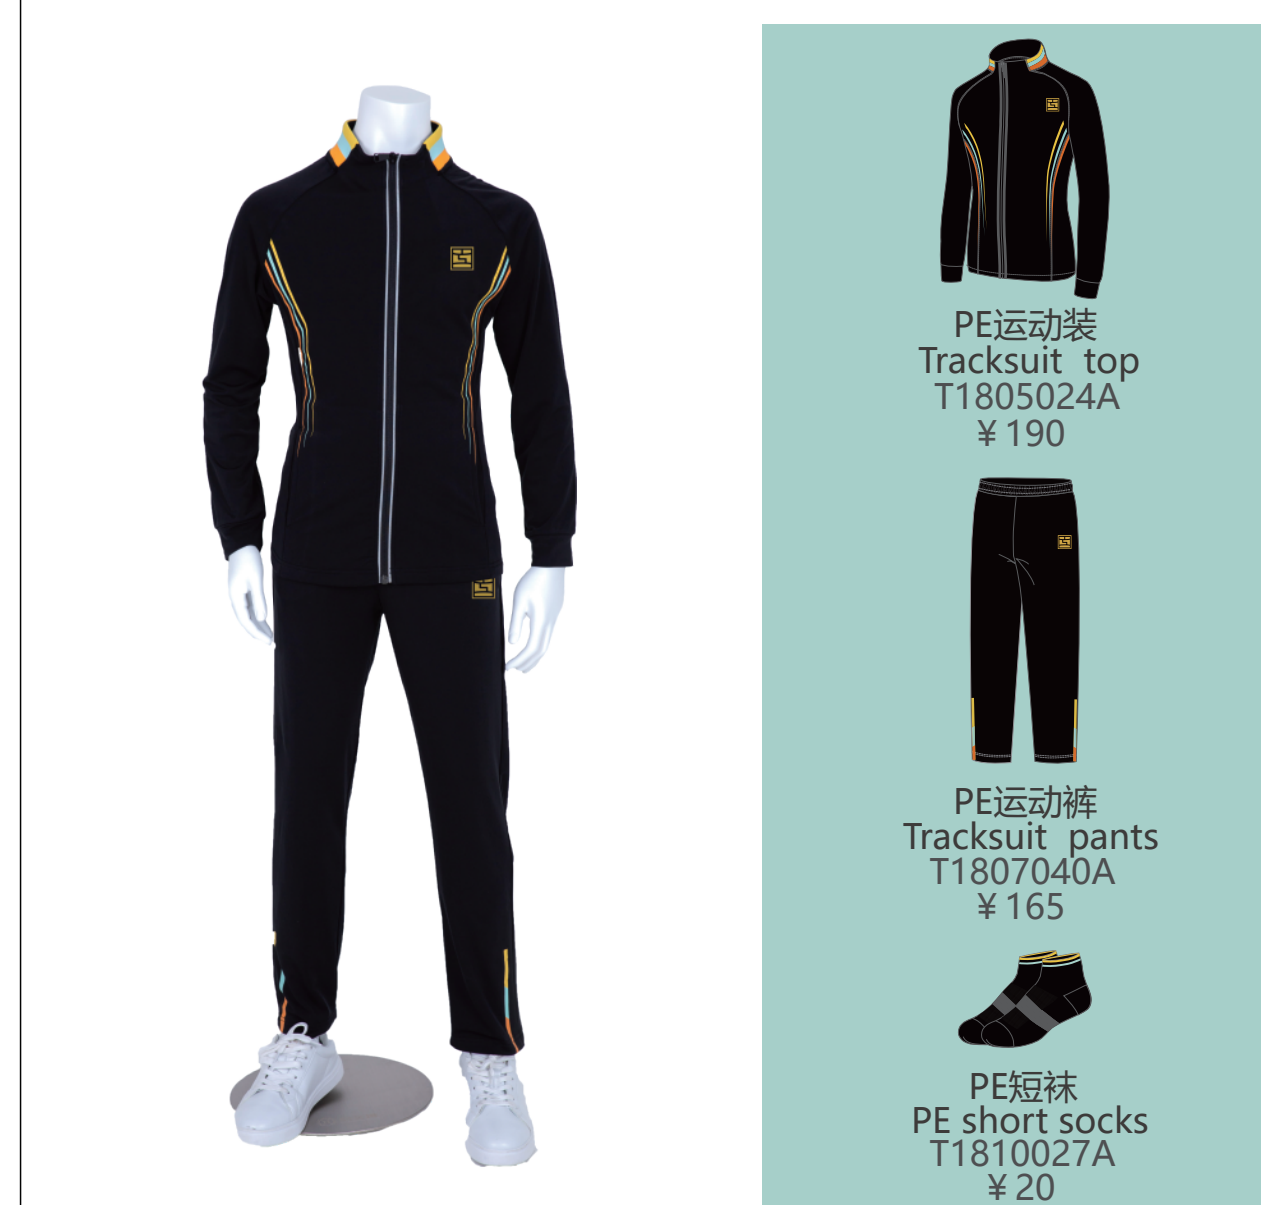 PE运动装
Tracksuit top
T1805024A
￥190
PE运动裤
Tracksuit pants
T1807040A
￥165
PE短袜
PE short socks
T1810027A
￥20